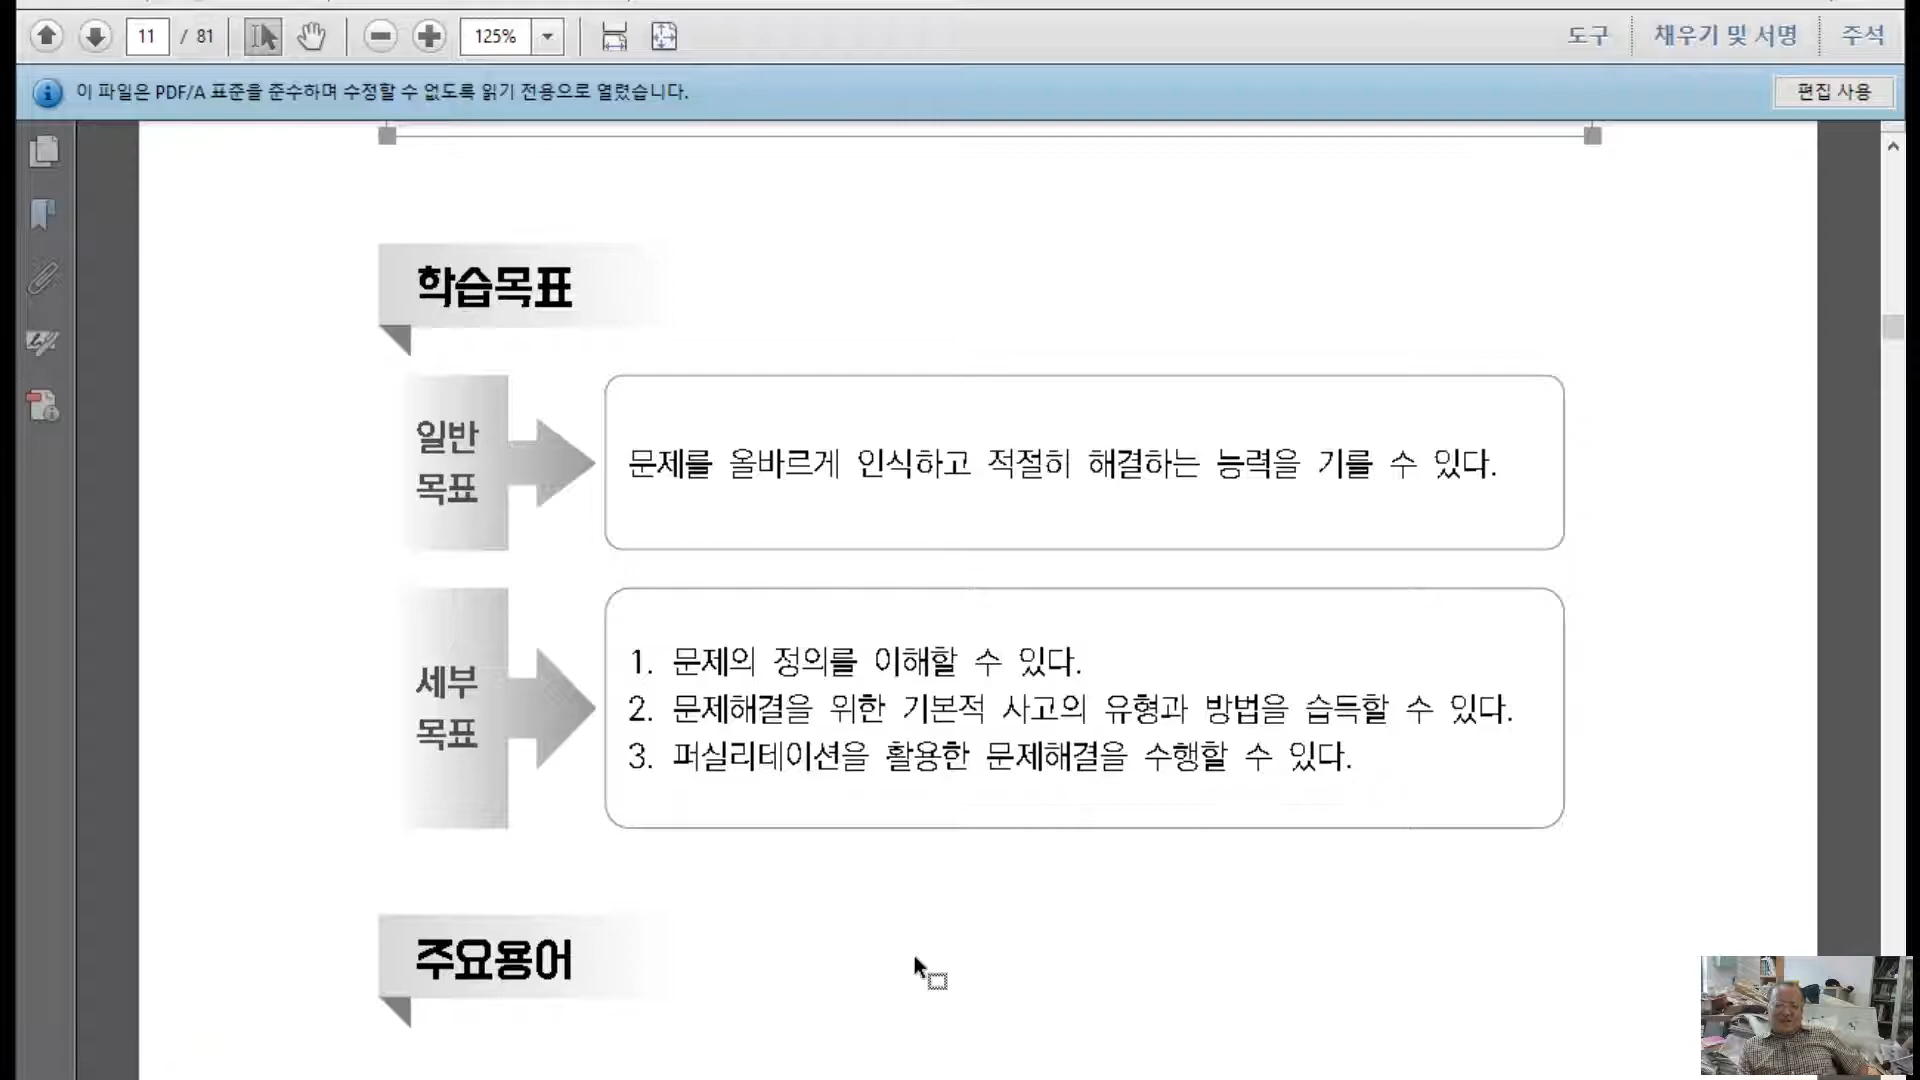 11 / 81
125%
도구
채우기 및 서명
주석
이 파일은 PDF/A 표준을 준수하며 수정할 수 없도록 읽기 전용으로 열렸습니다.
편집 사용
학습목표
일반
목표
문제를 올바르게 인식하고 적절히 해결하는 능력을 기를 수 있다.
세부
목표
1. 문제의 정의를 이해할 수 있다.
2. 문제해결을 위한 기본적 사고의 유형과 방법을 습득할 수 있다.
3. 퍼실리테이션을 활용한 문제해결을 수행할 수 있다.
주요용어